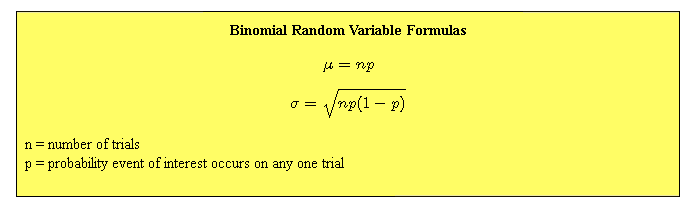 Binomial Random Variable Formulas
μ = np
σ = √np(1 − p)
n = number of trials
p = probability event of interest occurs on any one trial